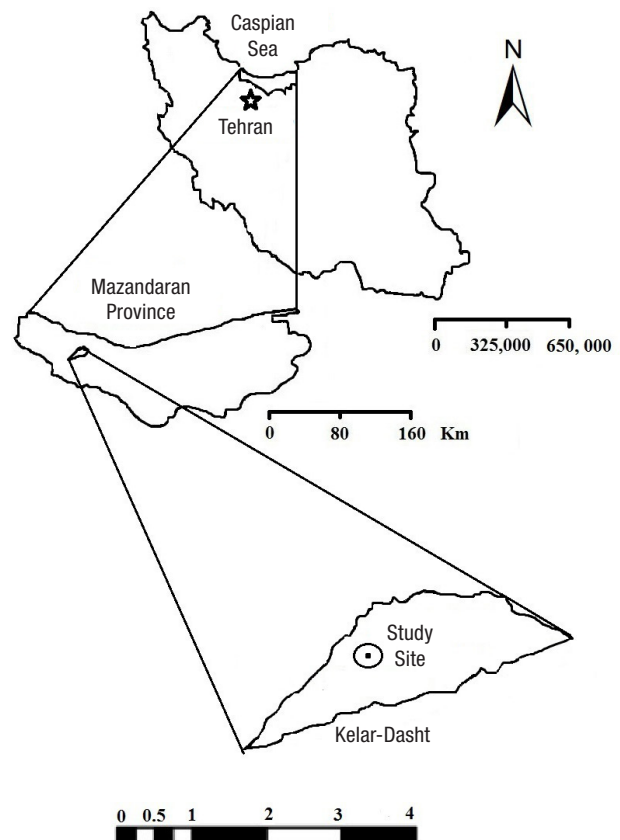 Caspian
Sea
N
Tehran
Mazandaran
Province
0 325,000 650, 000
0 80 160 Km
Study
Site
Kelar-Dasht
0 0.5 1 2 3 4